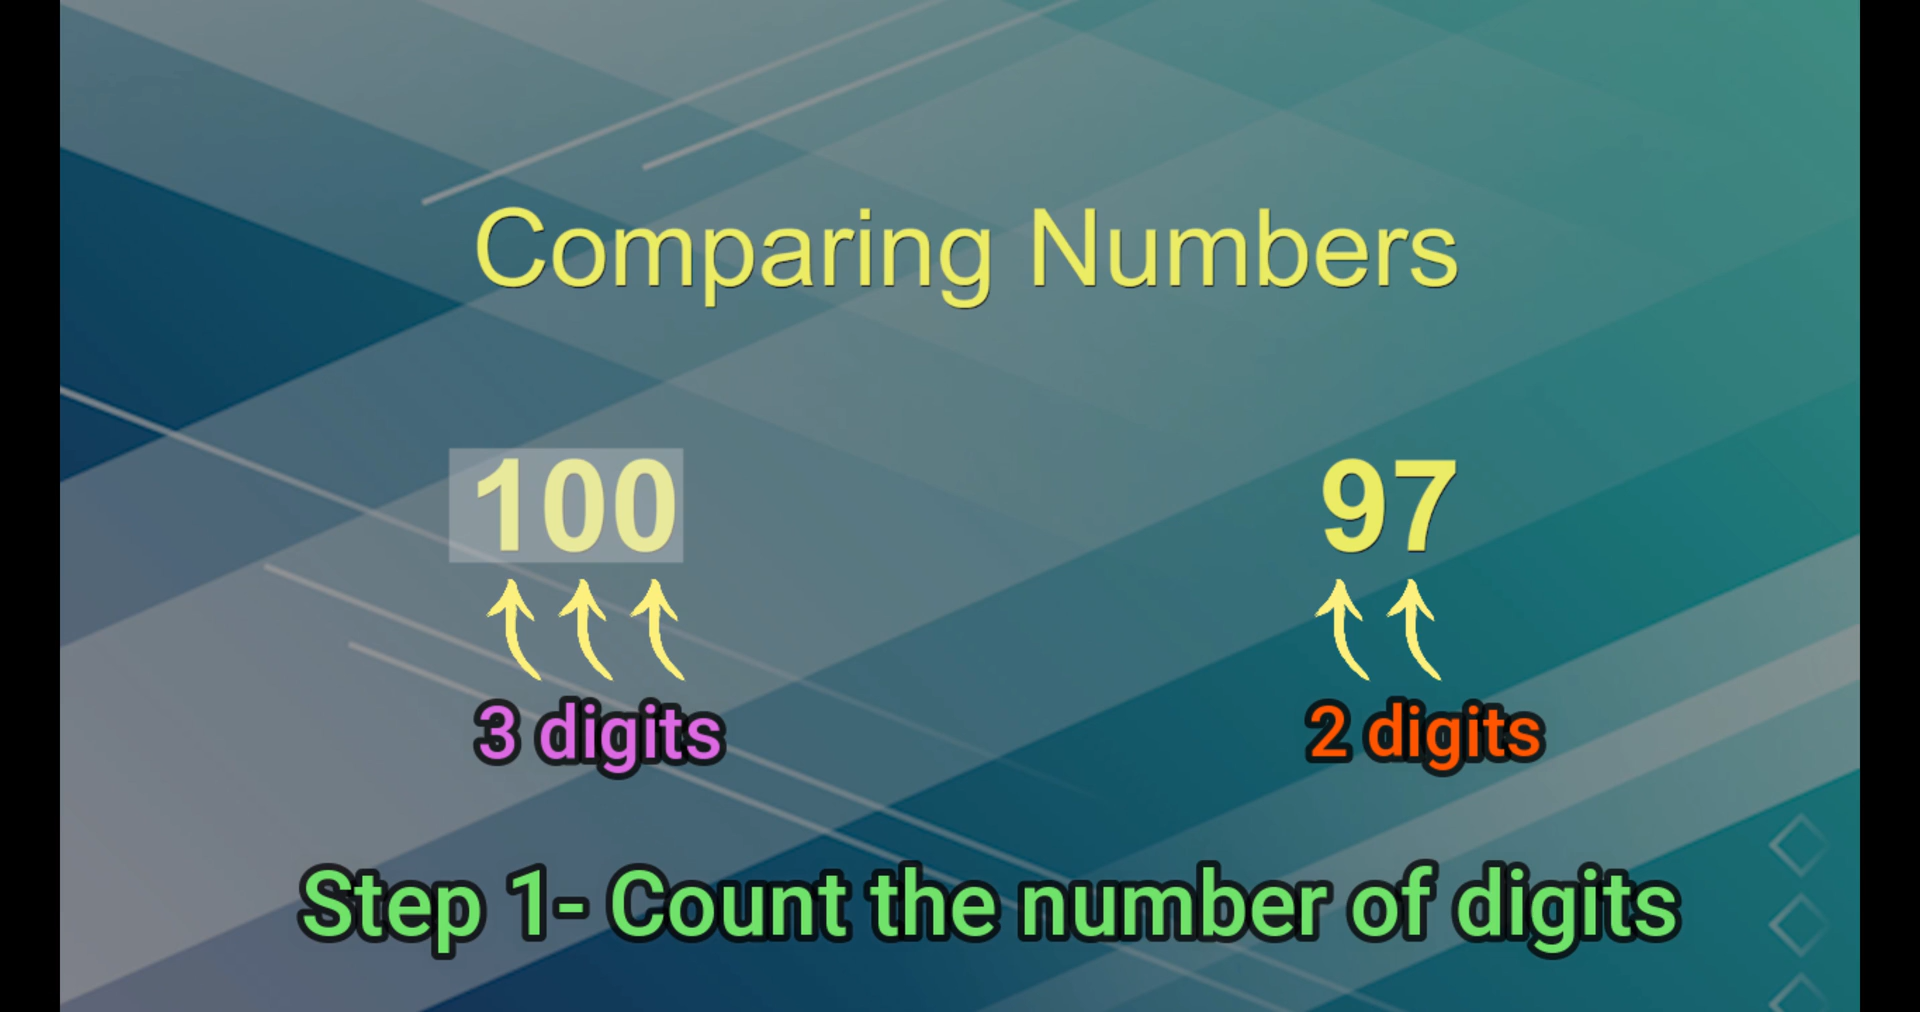 Comparing Numbers
100 97
3 digits 2 digits
Step 1- Count the number of digits